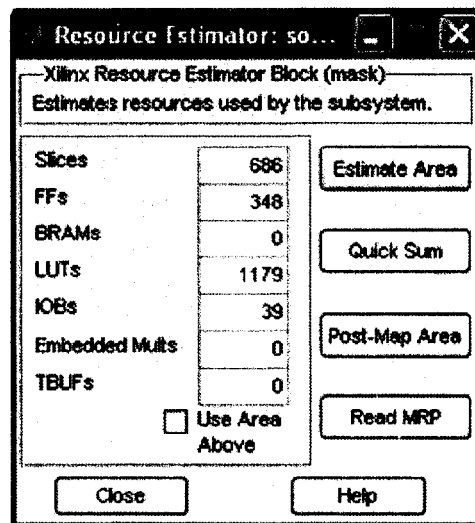 Resource Estimator: so...
Xilinx Resource Estimator Block (mask)
Estimates resources used by the subsystem.
Slices 686
FFs 348
BRAMs 0
LUTs 1179
IOBs 39
Embedded Mults 0
TBUFs 0
Use Area
Above
Estimate Area
Quick Sum
Post-Map Area
Read MRP
Close
Help